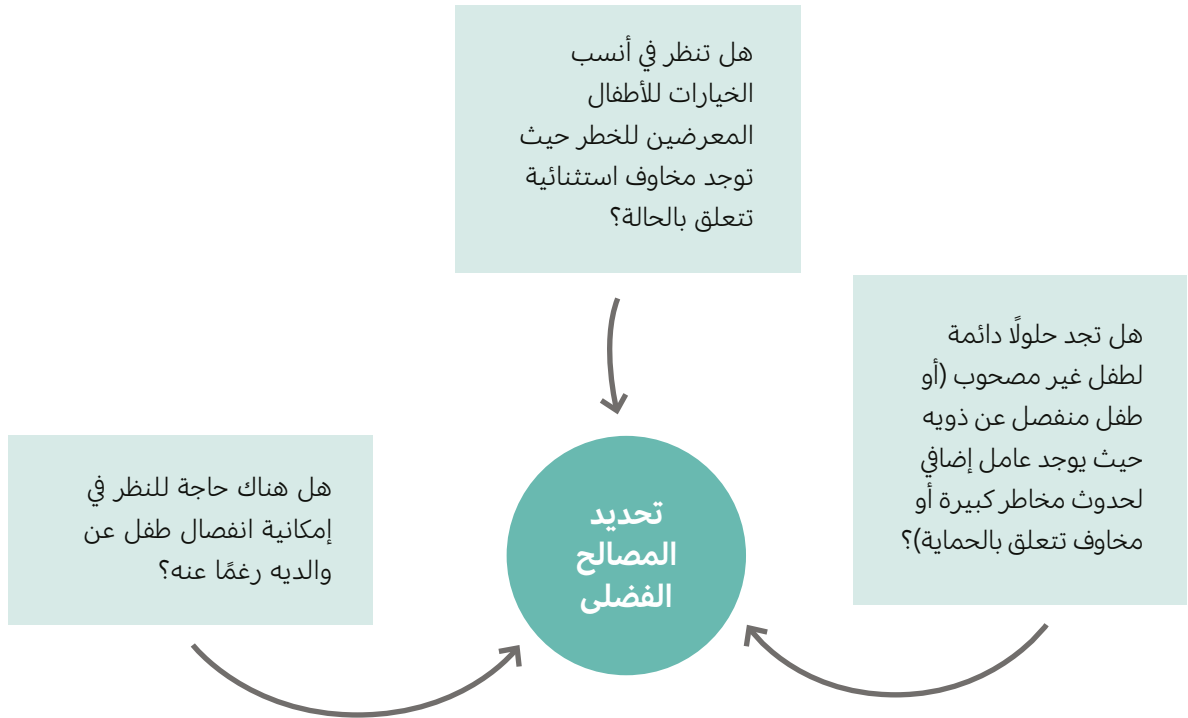 هل تنظر في أنسب
الخيارات للأطفال
المعرضين للخطر حيث
توجد مخاوف استثنائية
تتعلق بالحالة؟
هل تجد حلولًا دائمة
لطفل غير مصحوب (أو
طفل منفصل عن ذويه
حيث يوجد عامل إضافي
لحدوث مخاطر كبيرة أو
مخاوف تتعلق بالحماية)؟
هل هناك حاجة للنظر في
إمكانية انفصال طفل عن
والديه رغمًا عنه؟
تحديد
المصالح
الفضلى